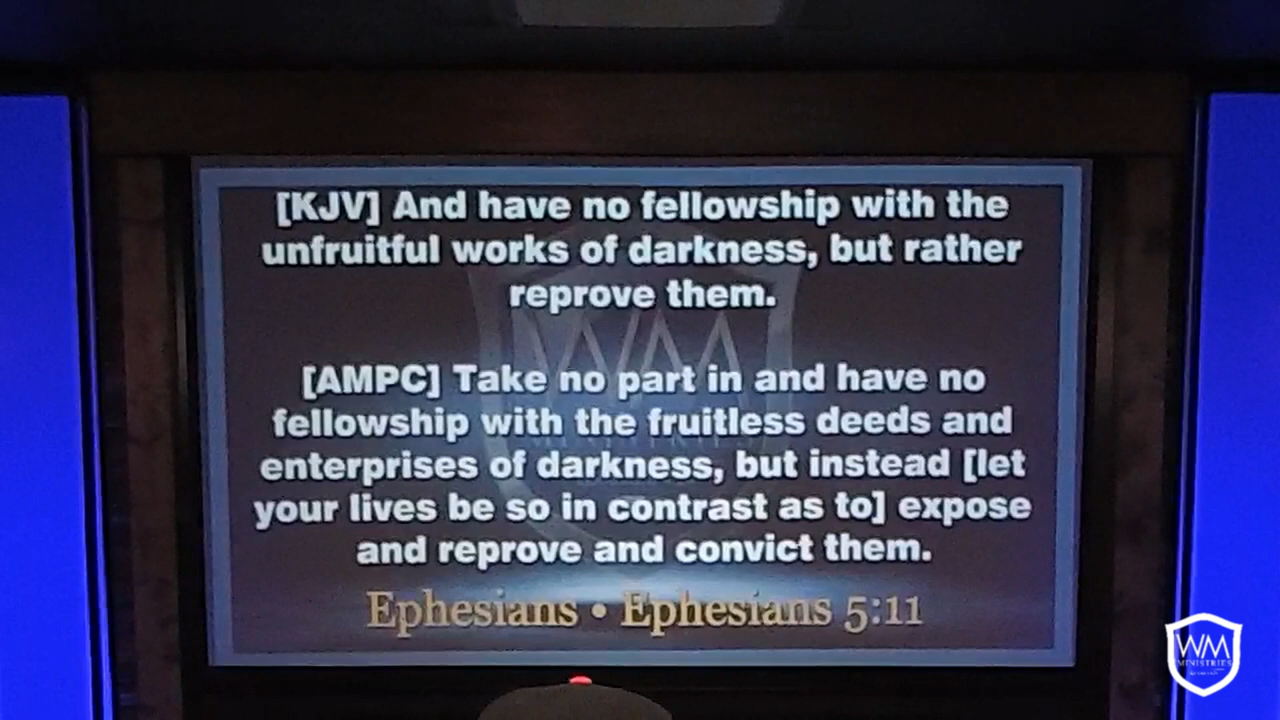 [KJV] And have no fellowship with the
unfruitful works of darkness, but rather
reprove them.
[AMPC] Take no part in and have no
fellowship with the fruitless deeds and
enterprises of darkness, but instead [let
your lives be so in contrast as to] expose
and reprove and convict them.
Ephesians • Ephesians 5:11
WM
MINISTRIES